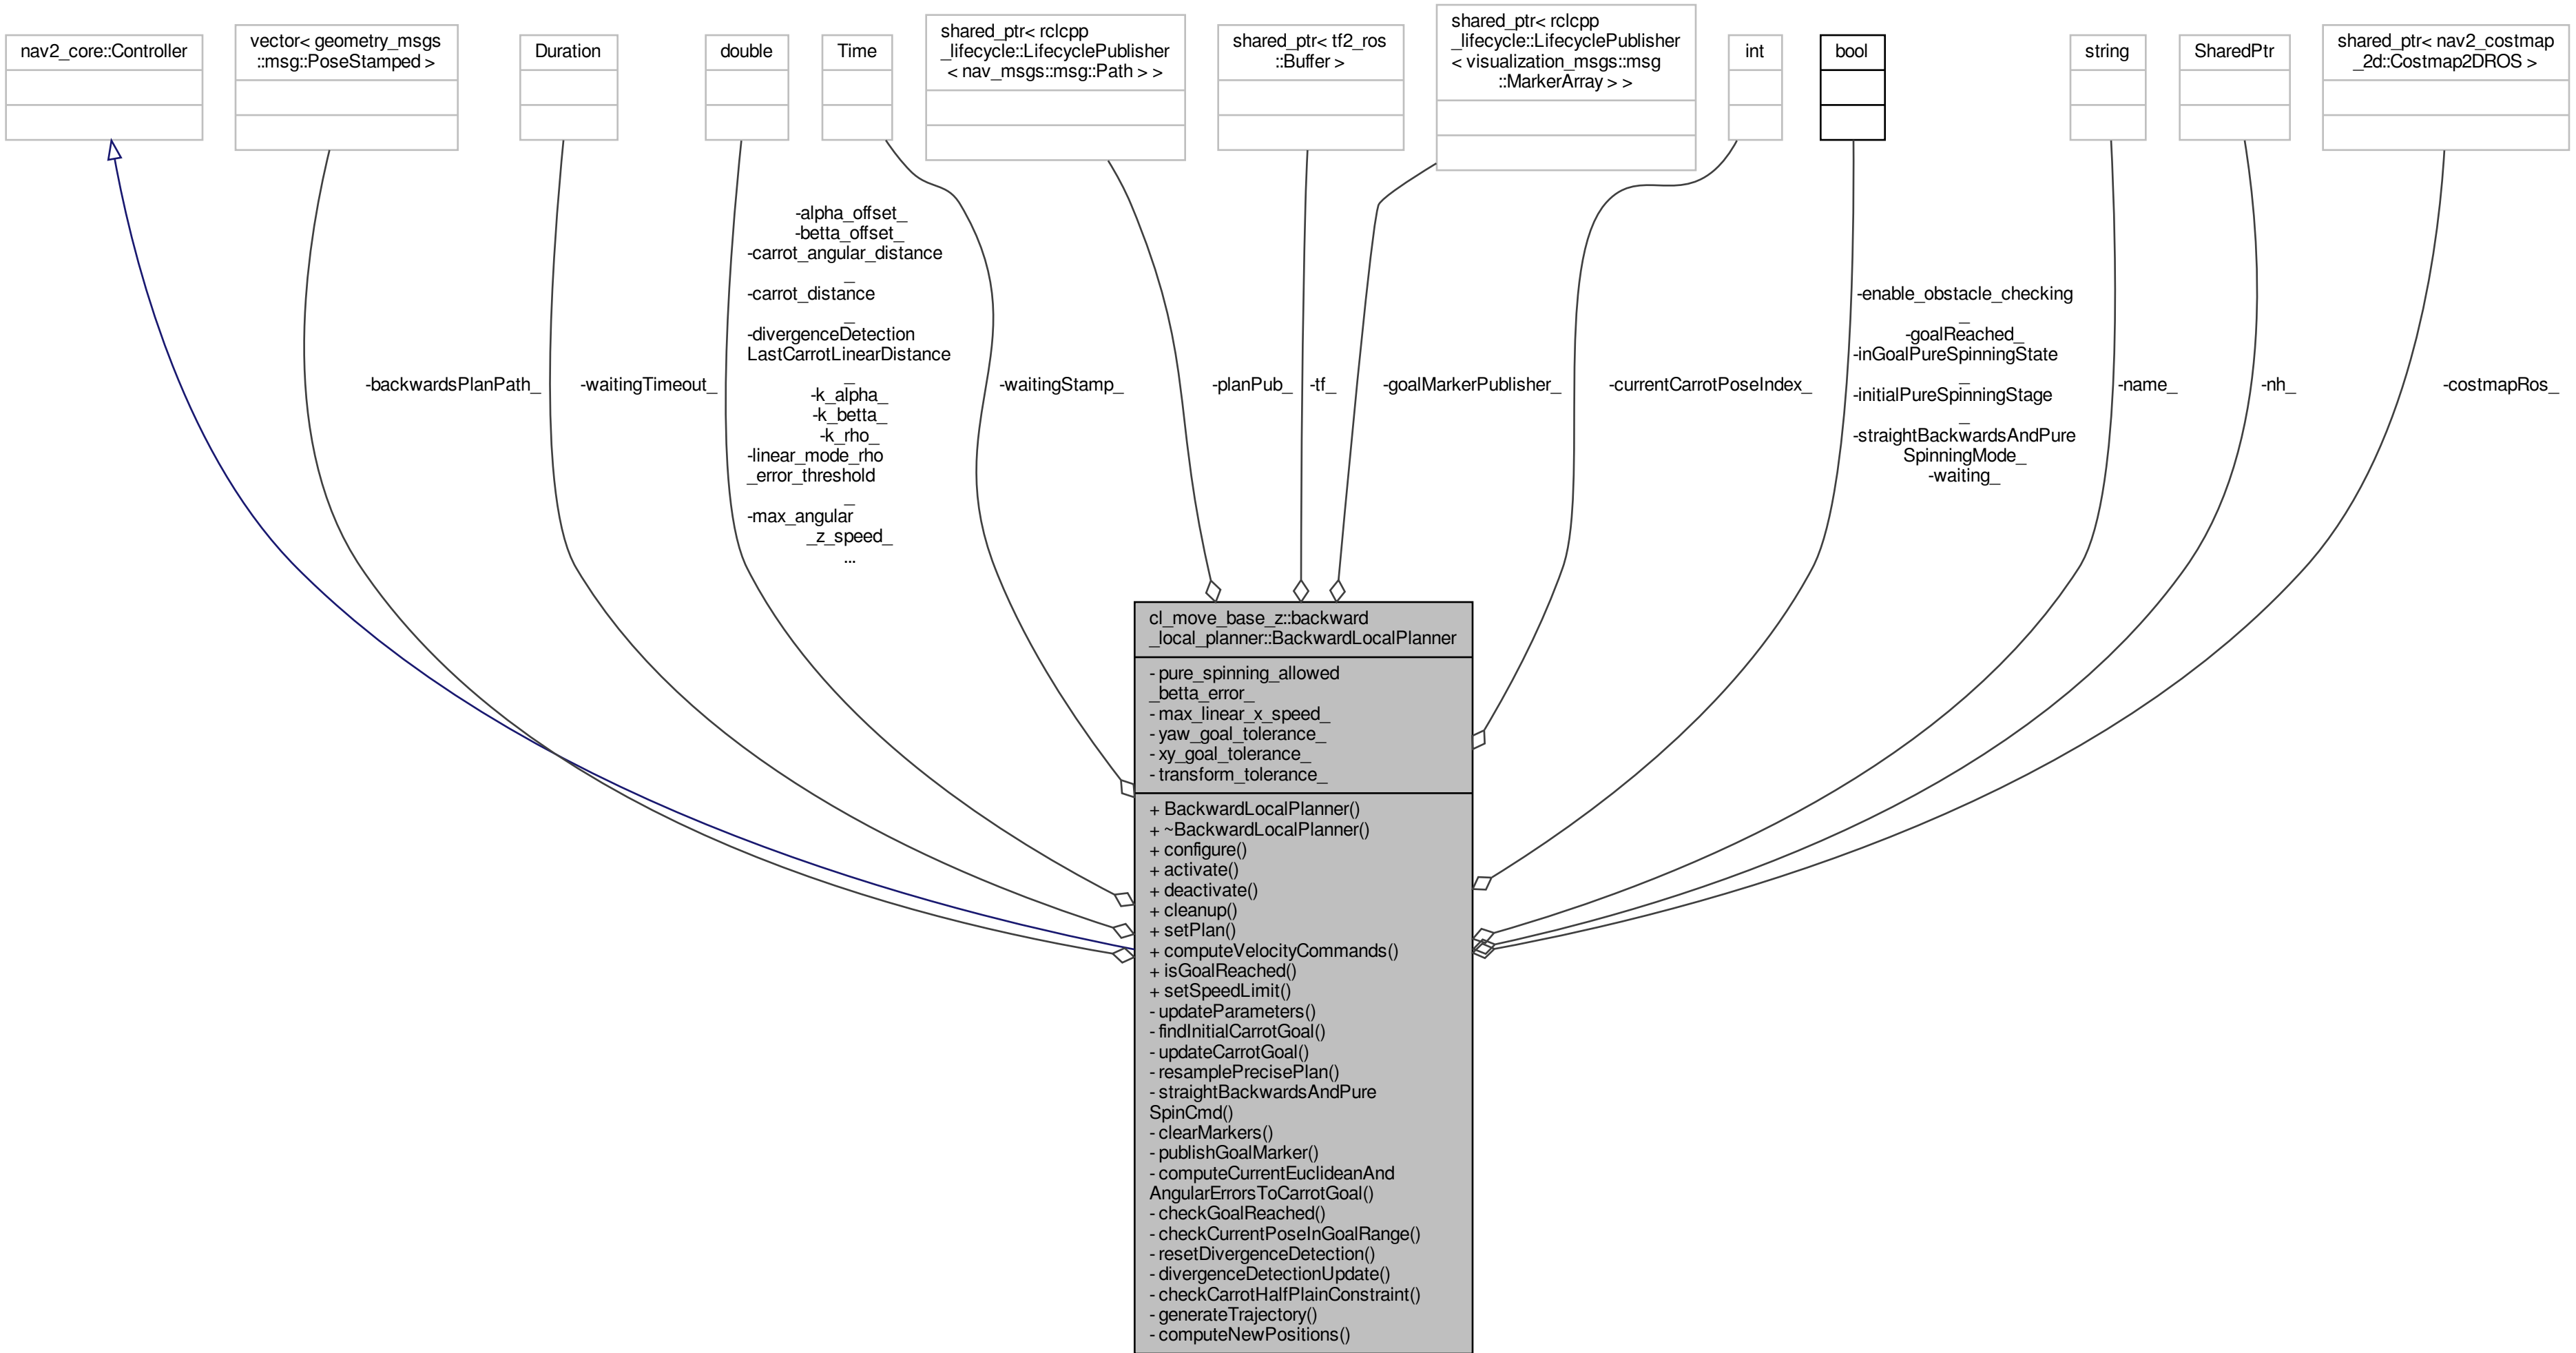 nav2_core::Controller
vector< geometry_msgs
::msg::PoseStamped >
Duration
double
Time
shared_ptr< rclcpp
_lifecycle::LifecyclePublisher
< nav_msgs::msg::Path > >
shared_ptr< tf2_ros
::Buffer >
shared_ptr< rclcpp
_lifecycle::LifecyclePublisher
< visualization_msgs::msg
::MarkerArray > >
int
bool
string
SharedPtr
shared_ptr< nav2_costmap
_2d::Costmap2DROS >
-backwardsPlanPath_
-waitingTimeout_
-alpha_offset_
-betta_offset_
-carrot_angular_distance
_
-carrot_distance
_
-divergenceDetection
LastCarrotLinearDistance
_
-k_alpha_
-k_betta_
-k_rho_
-linear_mode_rho
_error_threshold
_
-max_angular
_z_speed_
...
-waitingStamp_
-planPub_
-tf_
-goalMarkerPublisher_
-currentCarrotPoseIndex_
-enable_obstacle_checking
_
-goalReached_
-inGoalPureSpinningState
_
-initialPureSpinningStage
_
-straightBackwardsAndPure
SpinningMode_
-waiting_
-name_
-nh_
-costmapRos_
cl_move_base_z::backward
_local_planner::BackwardLocalPlanner
- pure_spinning_allowed
_betta_error_
- max_linear_x_speed_
- yaw_goal_tolerance_
- xy_goal_tolerance_
- transform_tolerance_
+ BackwardLocalPlanner()
+ ~BackwardLocalPlanner()
+ configure()
+ activate()
+ deactivate()
+ cleanup()
+ setPlan()
+ computeVelocityCommands()
+ isGoalReached()
+ setSpeedLimit()
- updateParameters()
- findInitialCarrotGoal()
- updateCarrotGoal()
- resamplePrecisePlan()
- straightBackwardsAndPure
SpinCmd()
- clearMarkers()
- publishGoalMarker()
- computeCurrentEuclideanAnd
AngularErrorsToCarrotGoal()
- checkGoalReached()
- checkCurrentPoseInGoalRange()
- resetDivergenceDetection()
- divergenceDetectionUpdate()
- checkCarrotHalfPlainConstraint()
- generateTrajectory()
- computeNewPositions()